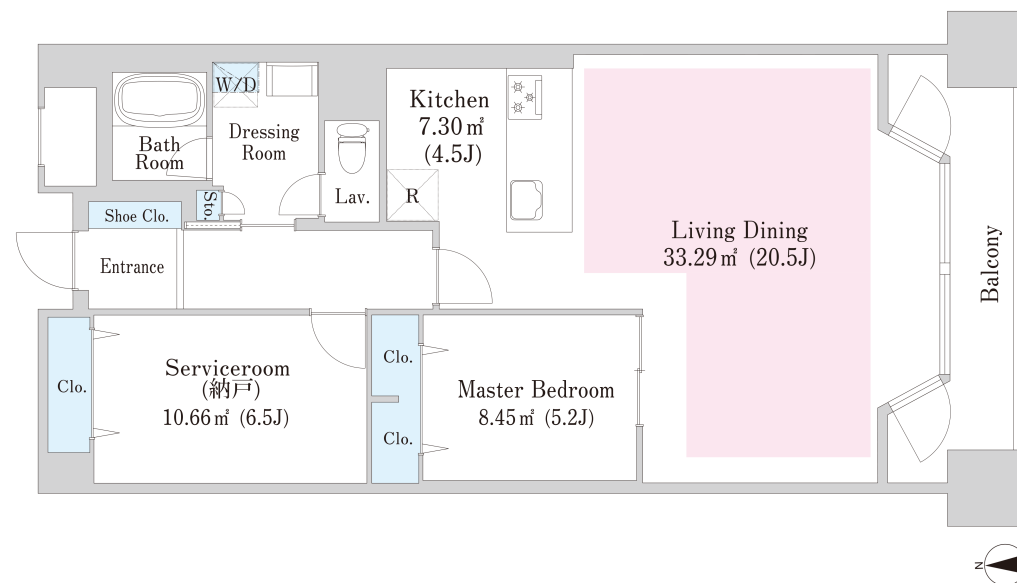 W/D
Bath
Room
Dressing
Room
Kitchen
7.30㎡
(4.5J)
Lav.
R
Sto.
Shoe Clo.
Entrance
Living Dining
33.29㎡ (20.5J)
Balcony
Clo.
Serviceroom
(納戸)
10.66㎡ (6.5J)
Clo.
Clo.
Master Bedroom
8.45㎡ (5.2J)
N